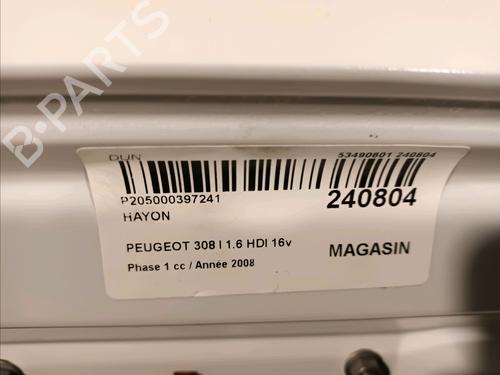 B-PARTS
DUN
53490801 240804
P205000397241
240804
HAYON
PEUGEOT 308 I 1.6 HDI 16v
MAGASIN
Phase 1 cc / Année 2008